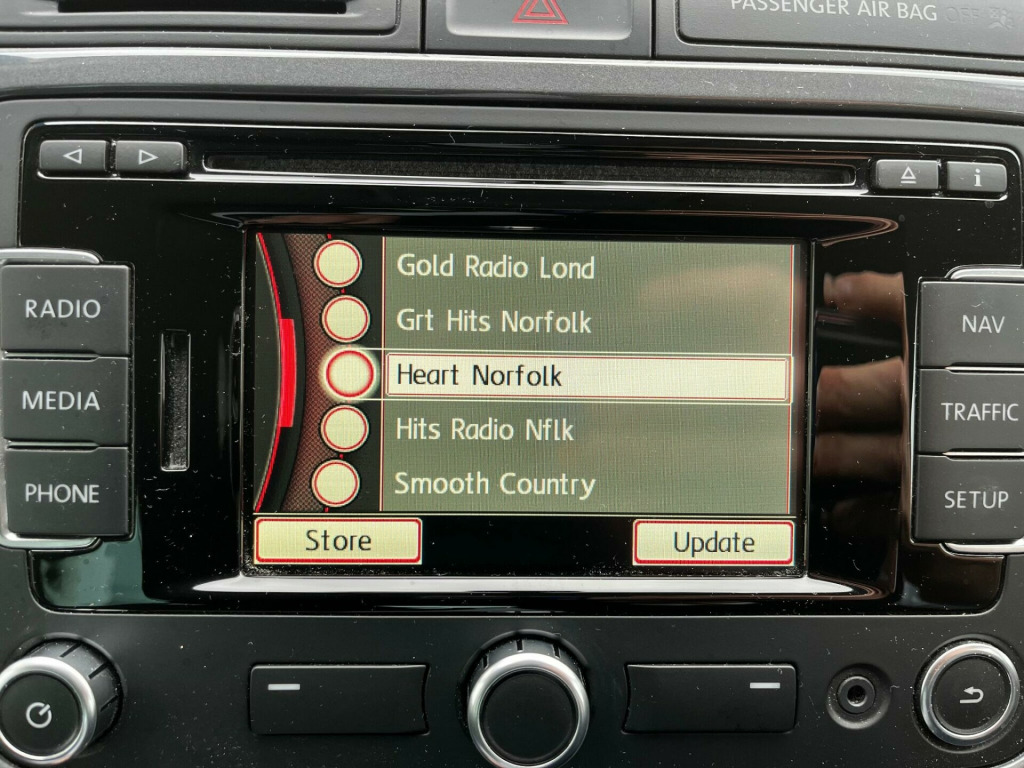 PASSENGER AIR BAG OFF
RADIO
MEDIA
PHONE
Gold Radio Lond
Grt Hits Norfolk
Heart Norfolk
Hits Radio Nflk
Smooth Country
Store
Update
i
NAV
TRAFFIC
SETUP